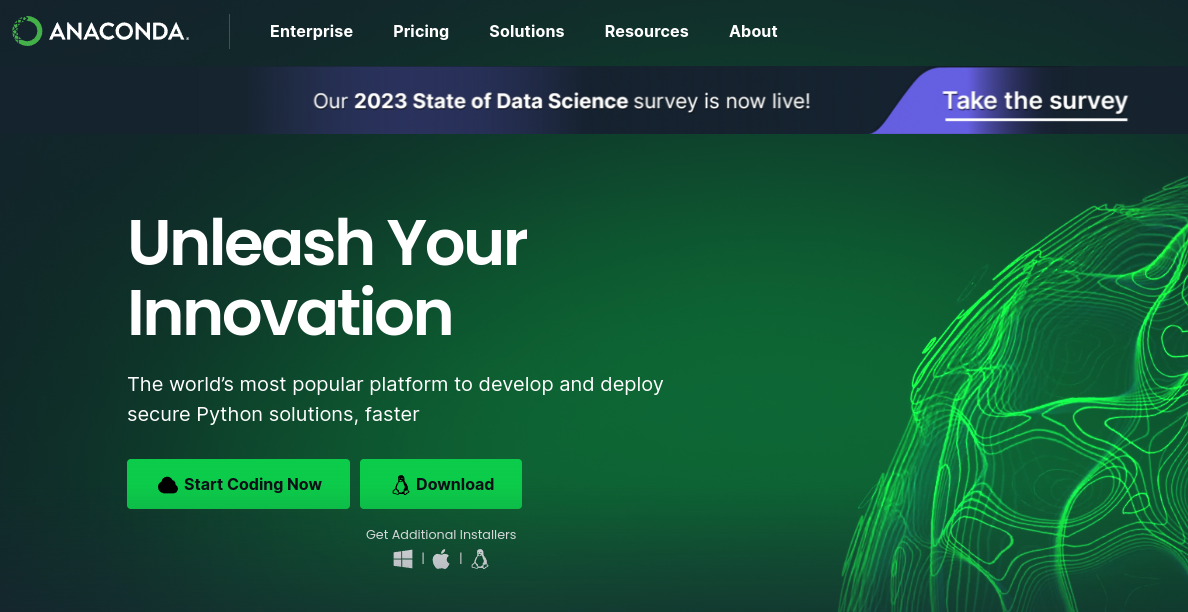 ANACONDA.
Enterprise Pricing Solutions Resources About
Our 2023 State of Data Science survey is now live! Take the survey
Unleash Your
Innovation
The world’s most popular platform to develop and deploy
secure Python solutions, faster
Start Coding Now Download
Get Additional Installers